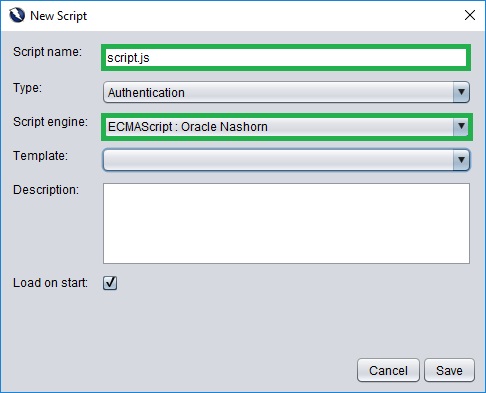 New Script
Script name: script.js
Type: Authentication
Script engine: ECMAScript : Oracle Nashorn
Template:
Description:
Load on start:
Cancel Save